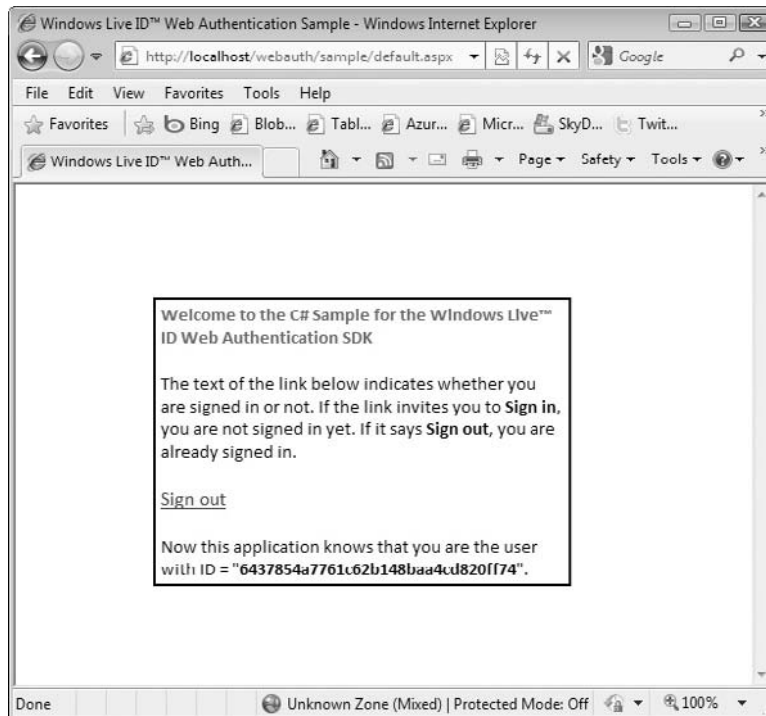 Windows Live ID™ Web Authentication Sample - Windows Internet Explorer
http://localhost/webauth/sample/default.aspx Google
File Edit View Favorites Tools Help
Favorites Bing Blob... Tabl... Azur... Micr... SkyD... Twit...
Windows Live ID™ Web Auth... Page Safety Tools
Welcome to the C# Sample for the Windows Live™
ID Web Authentication SDK
The text of the link below indicates whether you
are signed in or not. If the link invites you to Sign in,
you are not signed in yet. If it says Sign out, you are
already signed in.
Sign out
Now this application knows that you are the user
with ID = "6437854a7761c62b148baa4cd820ff74".
Done Unknown Zone (Mixed) | Protected Mode: Off 100%